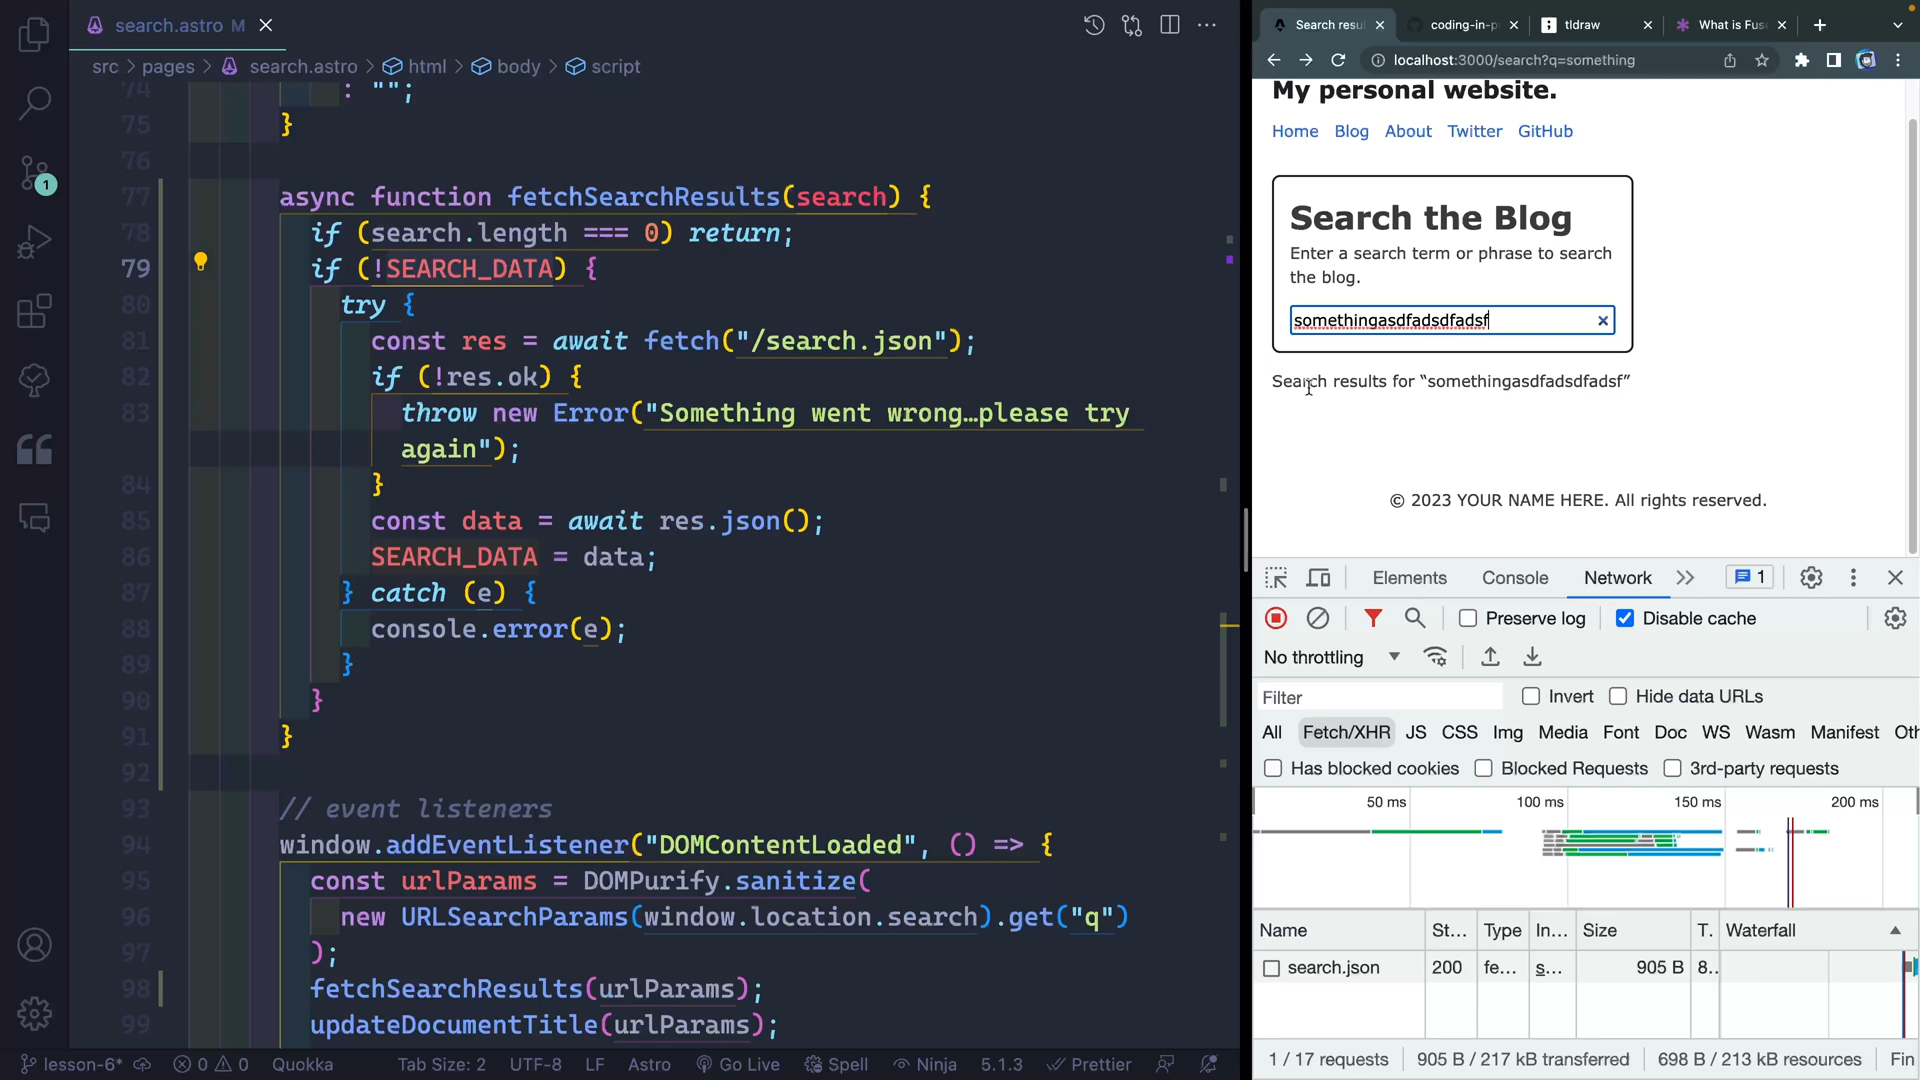 search.astro M
src > pages > search.astro > html > body > script
74 : "";
75 }
76
77 async function fetchSearchResults(search) {
78 if (search.length === 0) return;
79 if (!SEARCH_DATA) {
80 try {
81 const res = await fetch("/search.json");
82 if (!res.ok) {
83 throw new Error("Something went wrong…please try
again");
84 }
85 const data = await res.json();
86 SEARCH_DATA = data;
87 } catch (e) {
88 console.error(e);
89 }
90 }
91 }
92
93 // event listeners
94 window.addEventListener("DOMContentLoaded", () => {
95 const urlParams = DOMPurify.sanitize(
96 new URLSearchParams(window.location.search).get("q")
97 );
98 fetchSearchResults(urlParams);
99 updateDocumentTitle(urlParams);
1
lesson-6* 0 0 Quokka Tab Size: 2 UTF-8 LF Astro Go Live Spell Ninja 5.1.3 Prettier
Search resul coding-in-p tldraw What is Fus
localhost:3000/search?q=something
My personal website.
Home Blog About Twitter GitHub
Search the Blog
Enter a search term or phrase to search
the blog.
somethingasdfadsdfadsf
Search results for “somethingasdfadsdfadsf”
© 2023 YOUR NAME HERE. All rights reserved.
Elements Console Network 1
Preserve log Disable cache
No throttling
Filter Invert Hide data URLs
All Fetch/XHR JS CSS Img Media Font Doc WS Wasm Manifest Oth
Has blocked cookies Blocked Requests 3rd-party requests
50 ms 100 ms 150 ms 200 ms
Name St... Type In... Size T. Waterfall
search.json 200 fe... s... 905 B 8..
1 / 17 requests 905 B / 217 kB transferred 698 B / 213 kB resources Fin